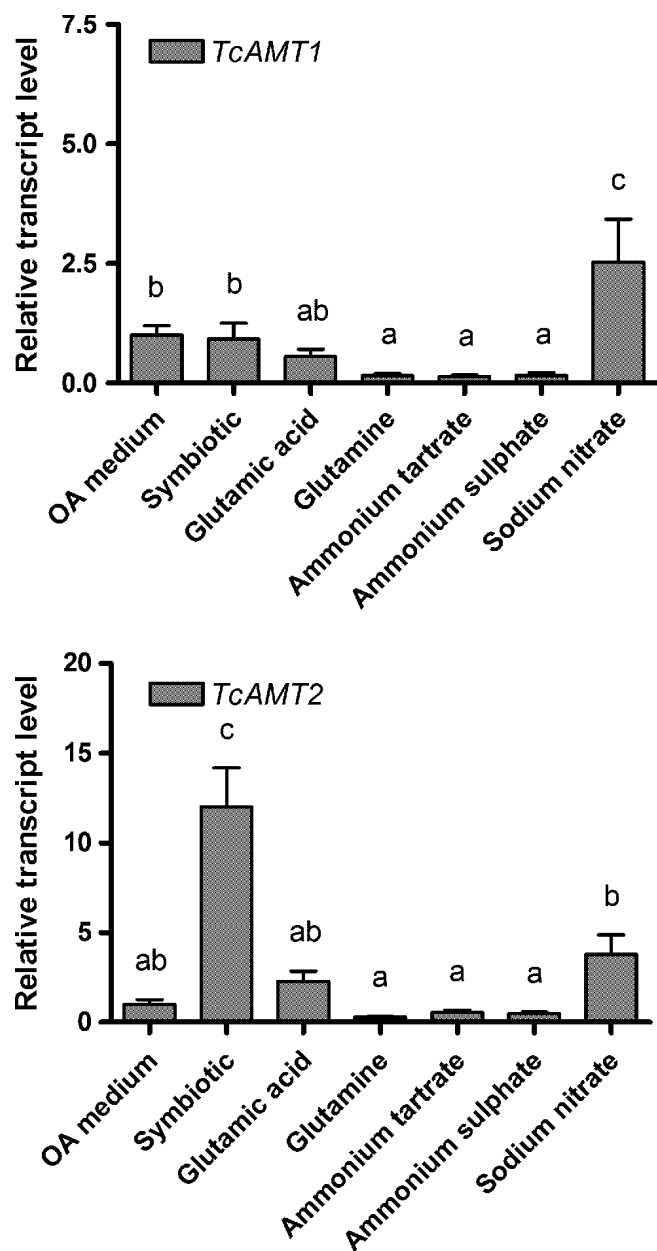 TcAMT1
Relative transcript level
7.5
5.0
2.5
0.0
b
b
ab
a
a
a
c
OA medium
Symbiotic
Glutamic acid
Glutamine
Ammonium tartrate
Ammonium sulphate
Sodium nitrate
TcAMT2
Relative transcript level
20
15
10
5
0
ab
c
ab
a
a
a
b
OA medium
Symbiotic
Glutamic acid
Glutamine
Ammonium tartrate
Ammonium sulphate
Sodium nitrate